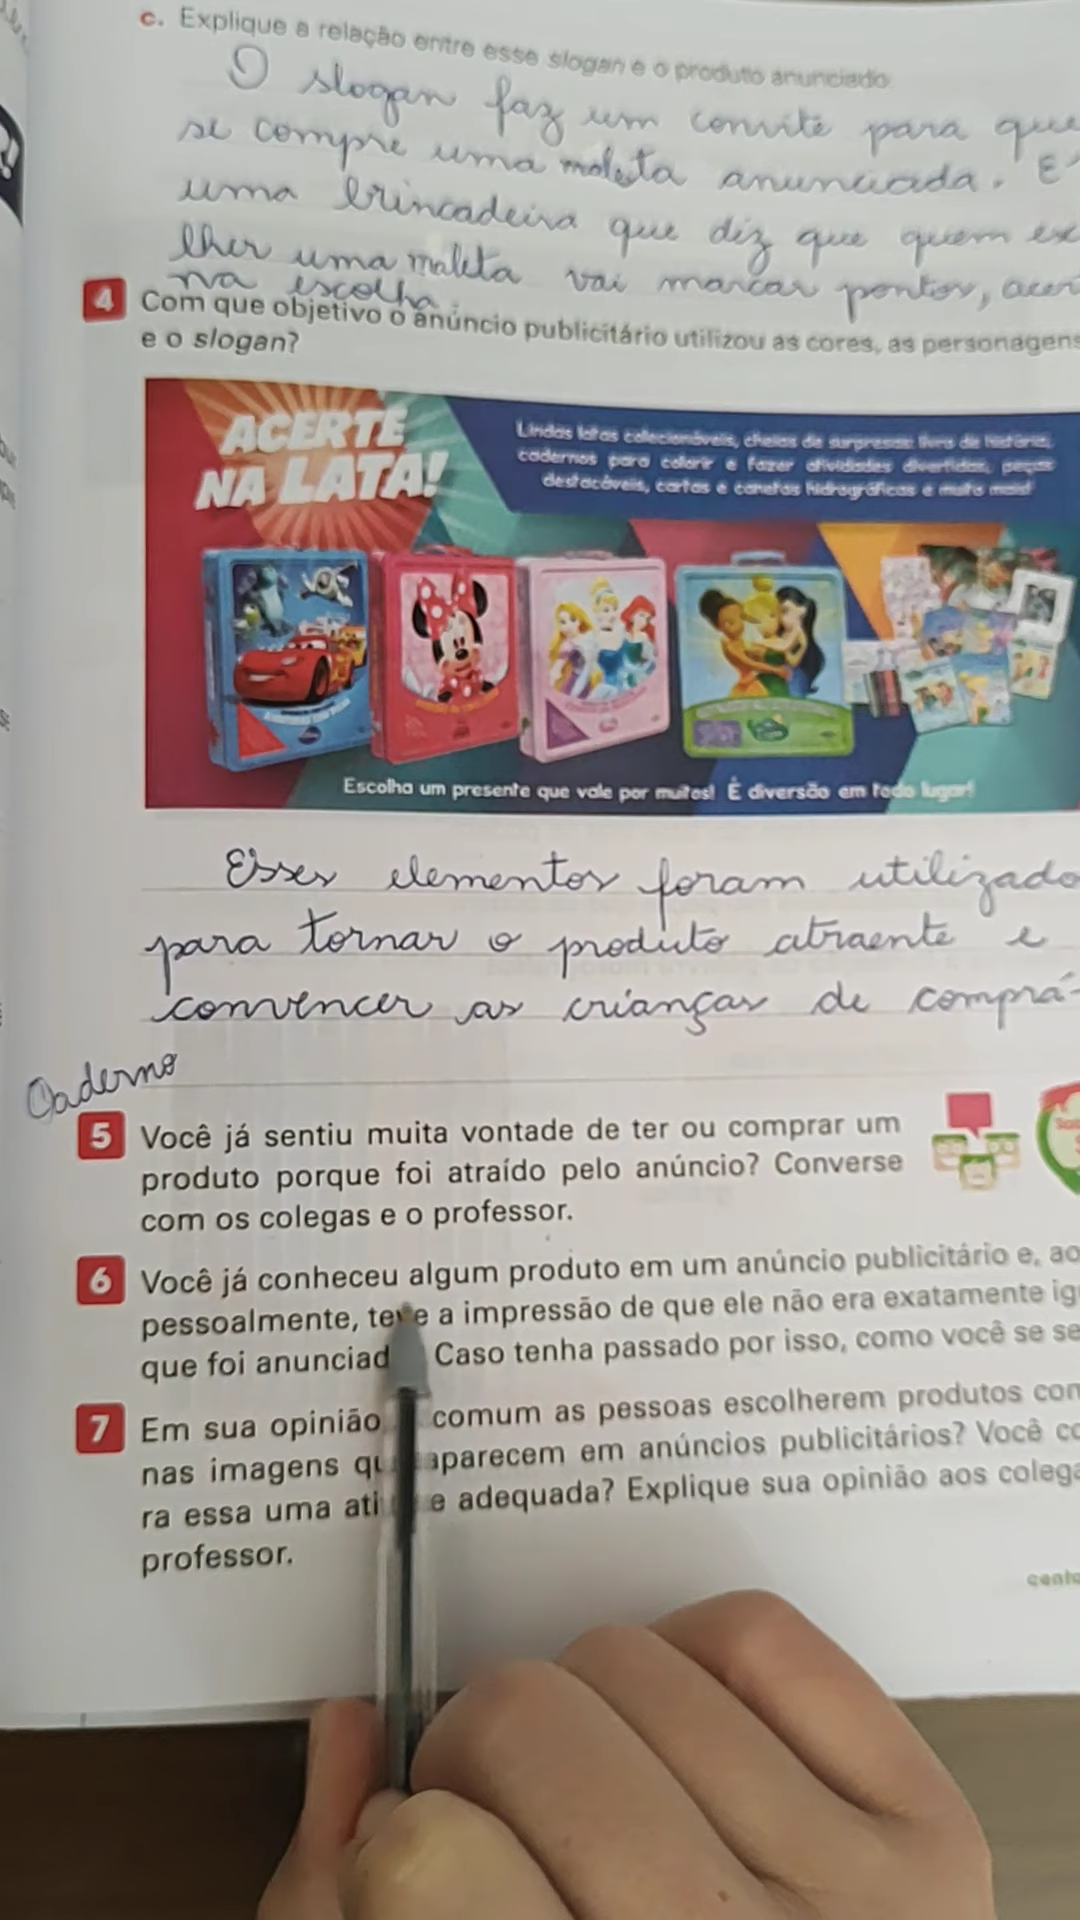 c. Explique a relação entre esse slogan e o produto anunciado.
O slogan faz um convite para que
se compre uma maleta anunciada. E
uma brincadeira que diz que quem
lher uma maleta vai marcar pontos,
na escolha.
4 Com que objetivo o anúncio publicitário utilizou as cores, as personagens
e o slogan?
ACERTE
NA LATA!
Lindas latas colecionáveis, cheias de surpresas: livro de história,
cadernos para colorir e fazer atividades divertidas, peças
destacáveis, cartas e canetas hidrográficas e muito mais!
Escolha um presente que vale por muitos! É diversão em todo lugar!
Esses elementos foram utilizado
para tornar o produto atraente e
convencer as crianças de comprá-
Caderno
5 Você já sentiu muita vontade de ter ou comprar um
produto porque foi atraído pelo anúncio? Converse
com os colegas e o professor.
6 Você já conheceu algum produto em um anúncio publicitário e, ao
pessoalmente, teve a impressão de que ele não era exatamente ig
que foi anunciad Caso tenha passado por isso, como você se se
7 Em sua opinião comum as pessoas escolherem produtos com
nas imagens qu aparecem em anúncios publicitários? Você co
ra essa uma ati e adequada? Explique sua opinião aos colega
professor.